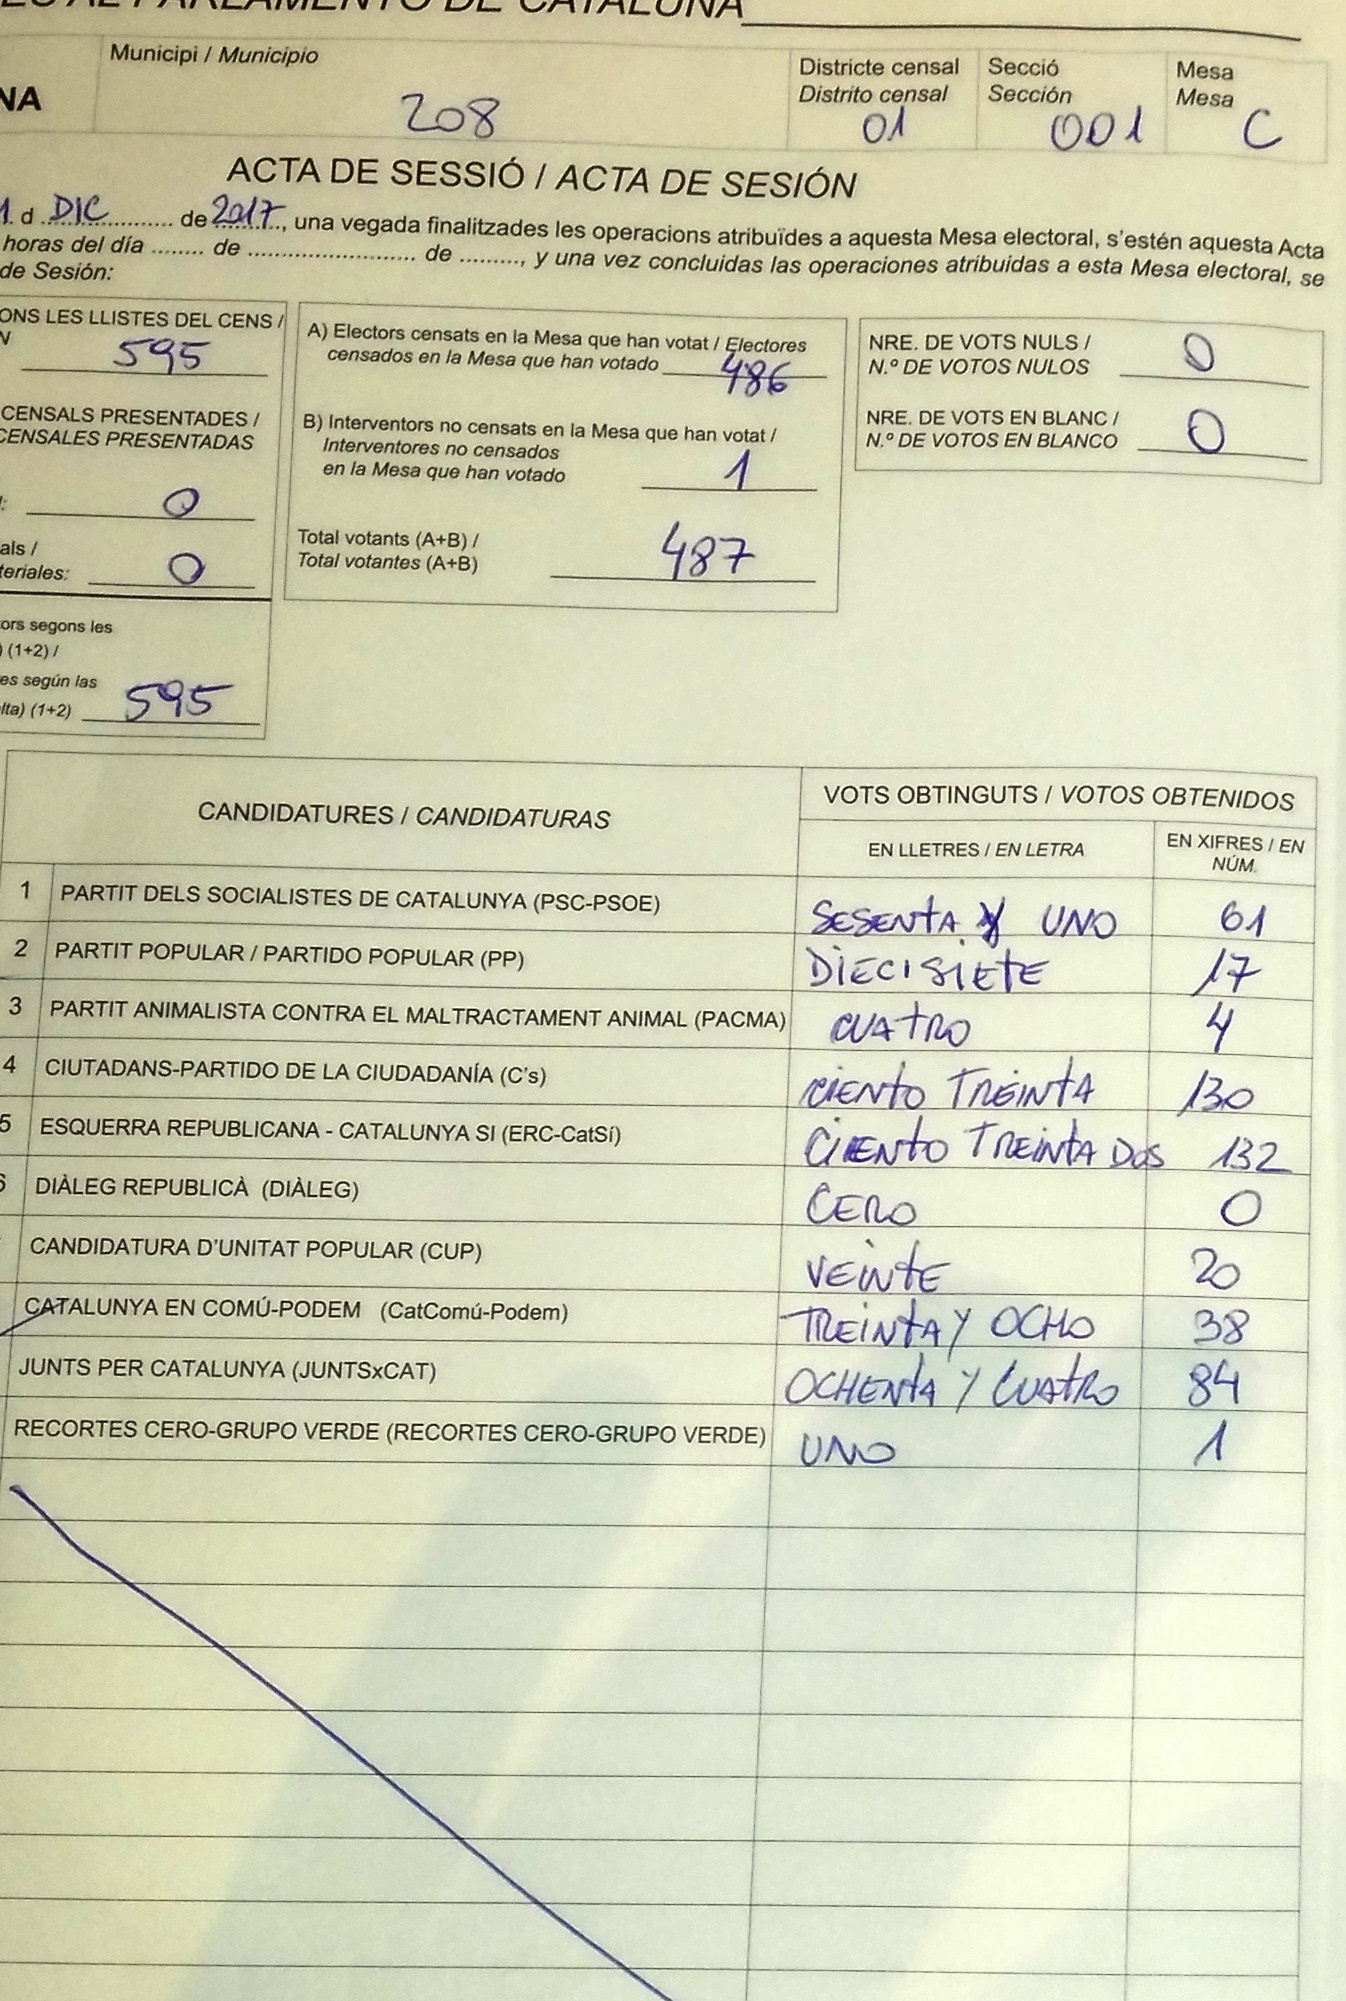 AL PARLAMENTO DE CATALUÑA
Municipi / Municipio
Districte censal
Distrito censal
Secció
Sección
Mesa
Mesa
NA
208
01
001
C
ACTA DE SESSIÓ / ACTA DE SESIÓN
1. d DIC de 2017, una vegada finalitzades les operacions atribuïdes a aquesta Mesa electoral, s'estén aquesta Acta
horas del día ........ de ........................ de ........., y una vez concluidas las operaciones atribuidas a esta Mesa electoral, se
de Sesión:
ONS LES LLISTES DEL CENS /
N
595
CENSALS PRESENTADES /
CENSALES PRESENTADAS
0
als /
teriales: 0
ors segons les
) (1+2) /
es según las
lta) (1+2) 595
A) Electors censats en la Mesa que han votat / Electores
censados en la Mesa que han votado 486
B) Interventors no censats en la Mesa que han votat /
Interventores no censados
en la Mesa que han votado 1
Total votants (A+B) /
Total votantes (A+B) 487
NRE. DE VOTS NULS /
N.º DE VOTOS NULOS 0
NRE. DE VOTS EN BLANC /
N.º DE VOTOS EN BLANCO 0
CANDIDATURES / CANDIDATURAS
VOTS OBTINGUTS / VOTOS OBTENIDOS
EN LLETRES / EN LETRA
EN XIFRES / EN
NÚM.
1 PARTIT DELS SOCIALISTES DE CATALUNYA (PSC-PSOE) SESENTA Y UNO 61
2 PARTIT POPULAR / PARTIDO POPULAR (PP) DIECISIETE 17
3 PARTIT ANIMALISTA CONTRA EL MALTRACTAMENT ANIMAL (PACMA) CUATRO 4
4 CIUTADANS-PARTIDO DE LA CIUDADANÍA (C's) CIENTO TREINTA 130
5 ESQUERRA REPUBLICANA - CATALUNYA SI (ERC-CatSí) CIENTO TREINTA DOS 132
6 DIÀLEG REPUBLICÀ (DIÀLEG) CERO 0
CANDIDATURA D'UNITAT POPULAR (CUP) VEINTE 20
CATALUNYA EN COMÚ-PODEM (CatComú-Podem) TREINTA Y OCHO 38
JUNTS PER CATALUNYA (JUNTSxCAT) OCHENTA Y CUATRO 84
RECORTES CERO-GRUPO VERDE (RECORTES CERO-GRUPO VERDE) UNO 1